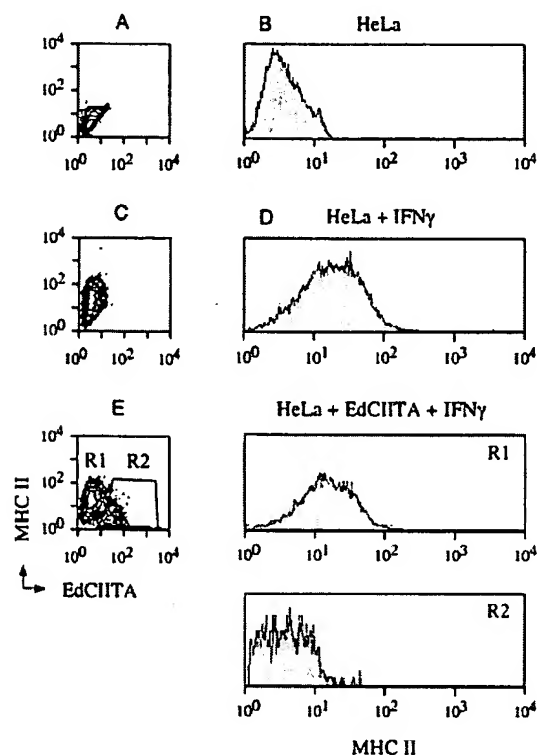 A
B HeLa
10⁴
10²
10⁰
10⁰ 10² 10⁴
10⁰ 10¹ 10² 10³ 10⁴
C
D HeLa + IFNγ
10⁴
10²
10⁰
10⁰ 10² 10⁴
10⁰ 10¹ 10² 10³ 10⁴
E
HeLa + EdCIITA + IFNγ
10⁴
10²
10⁰
R1 R2
10⁰ 10² 10⁴
MHC II
EdCIITA
R1
10⁰ 10¹ 10² 10³ 10⁴
R2
10⁰ 10¹ 10² 10³ 10⁴
MHC II